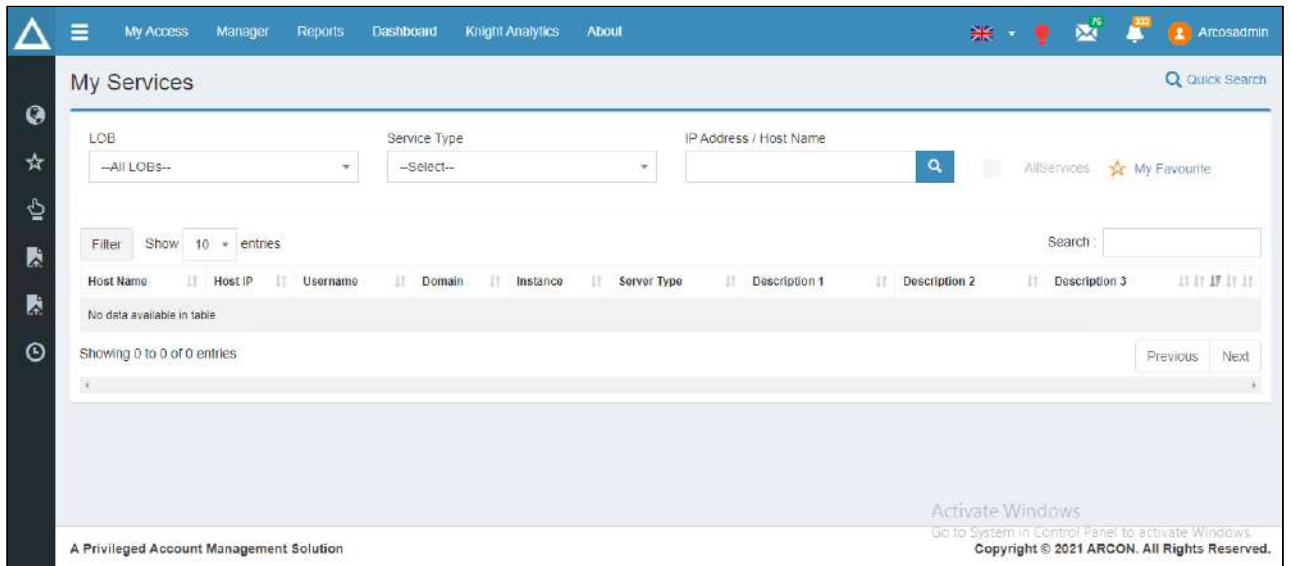 My Access Manager Reports Dashboard Knight Analytics About 76 333 Arcosadmin
My Services Quick Search
LOB Service Type IP Address / Host Name
--All LOBs-- --Select-- AllServices My Favourite
Filter Show 10 entries Search :
Host Name Host IP Username Domain Instance Server Type Description 1 Description 2 Description 3
No data available in table
Showing 0 to 0 of 0 entries Previous Next
Activate Windows
Go to System in Control Panel to activate Windows.
A Privileged Account Management Solution Copyright © 2021 ARCON. All Rights Reserved.